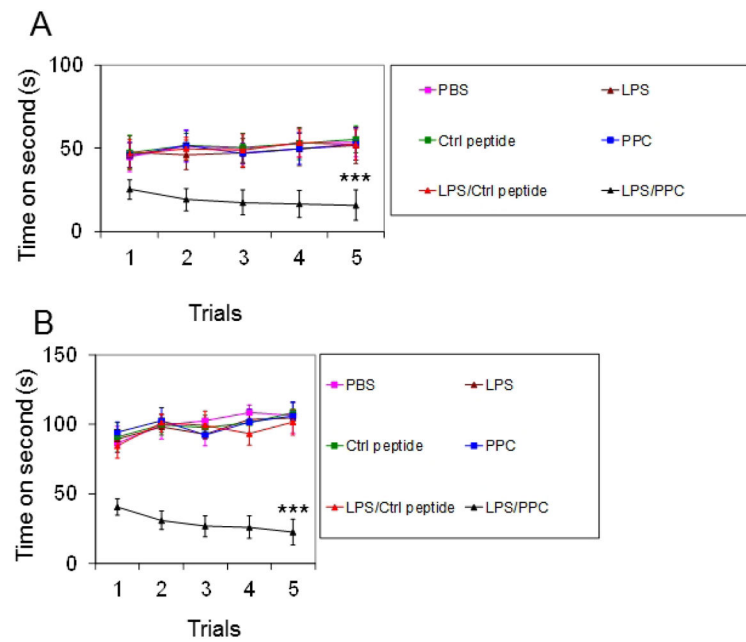 A
Time on second (s)
100
50
0
***
1 2 3 4 5
Trials
PBS LPS
Ctrl peptide PPC
LPS/Ctrl peptide LPS/PPC
B
Time on second (s)
150
100
50
0
***
1 2 3 4 5
Trials
PBS LPS
Ctrl peptide PPC
LPS/Ctrl peptide LPS/PPC